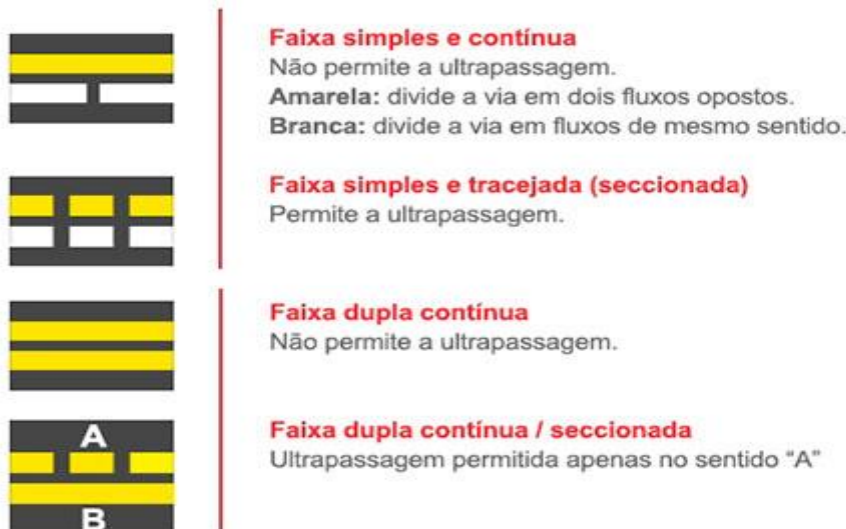 Faixa simples e contínua
Não permite a ultrapassagem.
Amarela: divide a via em dois fluxos opostos.
Branca: divide a via em fluxos de mesmo sentido.
Faixa simples e tracejada (seccionada)
Permite a ultrapassagem.
Faixa dupla contínua
Não permite a ultrapassagem.
A
B
Faixa dupla contínua / seccionada
Ultrapassagem permitida apenas no sentido “A”